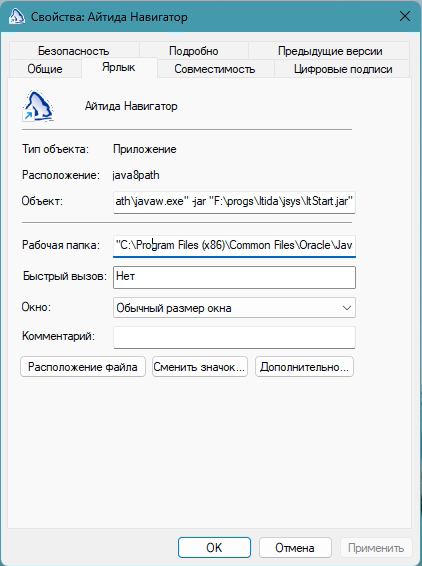 Свойства: Айтида Навигатор
Безопасность Подробно Предыдущие версии
Общие Ярлык Совместимость Цифровые подписи
Айтида Навигатор
Тип объекта: Приложение
Расположение: java8path
Объект: ath\javaw.exe" -jar "F:\progs\Itida\jsys\ItStart.jar"
Рабочая папка: "C:\Program Files (x86)\Common Files\Oracle\Jav
Быстрый вызов: Нет
Окно: Обычный размер окна
Комментарий:
Расположение файла Сменить значок... Дополнительно...
OK Отмена Применить